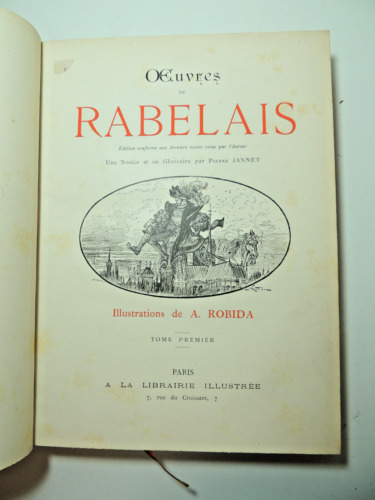 Œuvres
DE
RABELAIS
Edition conforme aux derniers textes revus par l'Auteur
Une Notice et un Glossaire par Pierre JANNET
Illustrations de A. ROBIDA
TOME PREMIER
PARIS
A LA LIBRAIRIE ILLUSTRÉE
7, rue du Croissant, 7